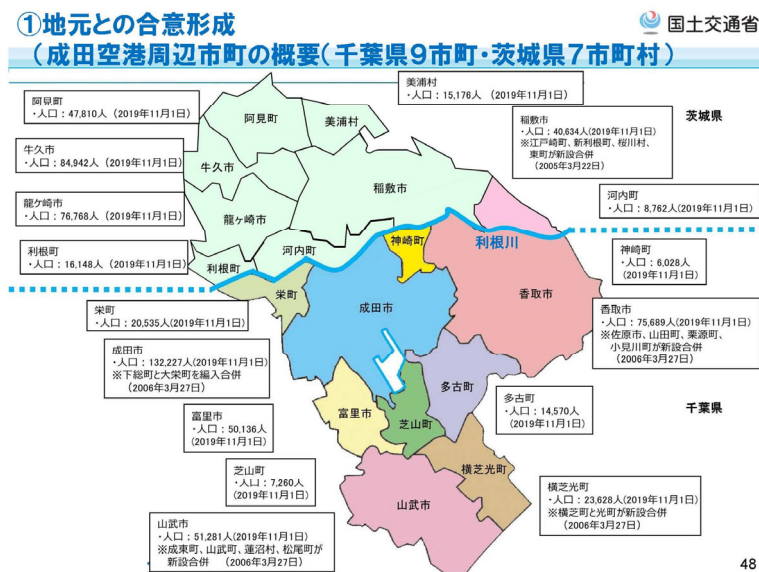 ①地元との合意形成
（成田空港周辺市町の概要（千葉県９市町・茨城県７市町村）
国土交通省
美浦村
・人口：15,176人 （2019年11月1日）
阿見町
・人口：47,810人 （2019年11月1日）
稲敷市
・人口：40,634人(2019年11月1日)
※江戸崎町、新利根町、桜川村、
東町が新設合併
（2005年3月22日）
茨城県
牛久市
・人口：84,942人 (2019年11月1日)
龍ケ崎市
・人口：76,768人 （2019年11月1日）
河内町
・人口：8,762人(2019年11月1日)
利根町
・人口：16,148人 （2019年11月1日）
神崎町
・人口：6,028人
(2019年11月1日)
阿見町
美浦村
牛久市
稲敷市
龍ヶ崎市
河内町
神崎町
利根川
利根町
栄町
成田市
香取市
多古町
富里市
芝山町
横芝光町
山武市
栄町
・人口：20,535人(2019年11月1日)
香取市
・人口：75,689人(2019年11月1日)
※佐原市、山田町、栗源町、
小見川町が新設合併
（2006年3月27日）
成田市
・人口：132,227人(2019年11月1日)
※下総町と大栄町を編入合併
（2006年3月27日）
多古町
・人口：14,570人
（2019年11月1日）
千葉県
富里市
・人口：50,136人
（2019年11月1日）
芝山町
・人口：7,260人
（2019年11月1日）
横芝光町
・人口：23,628人(2019年11月1日)
※横芝町と光町が新設合併
（2006年3月27日）
山武市
・人口：51,281人(2019年11月1日)
※成東町、山武町、蓮沼村、松尾町が
新設合併 （2006年3月27日）
48